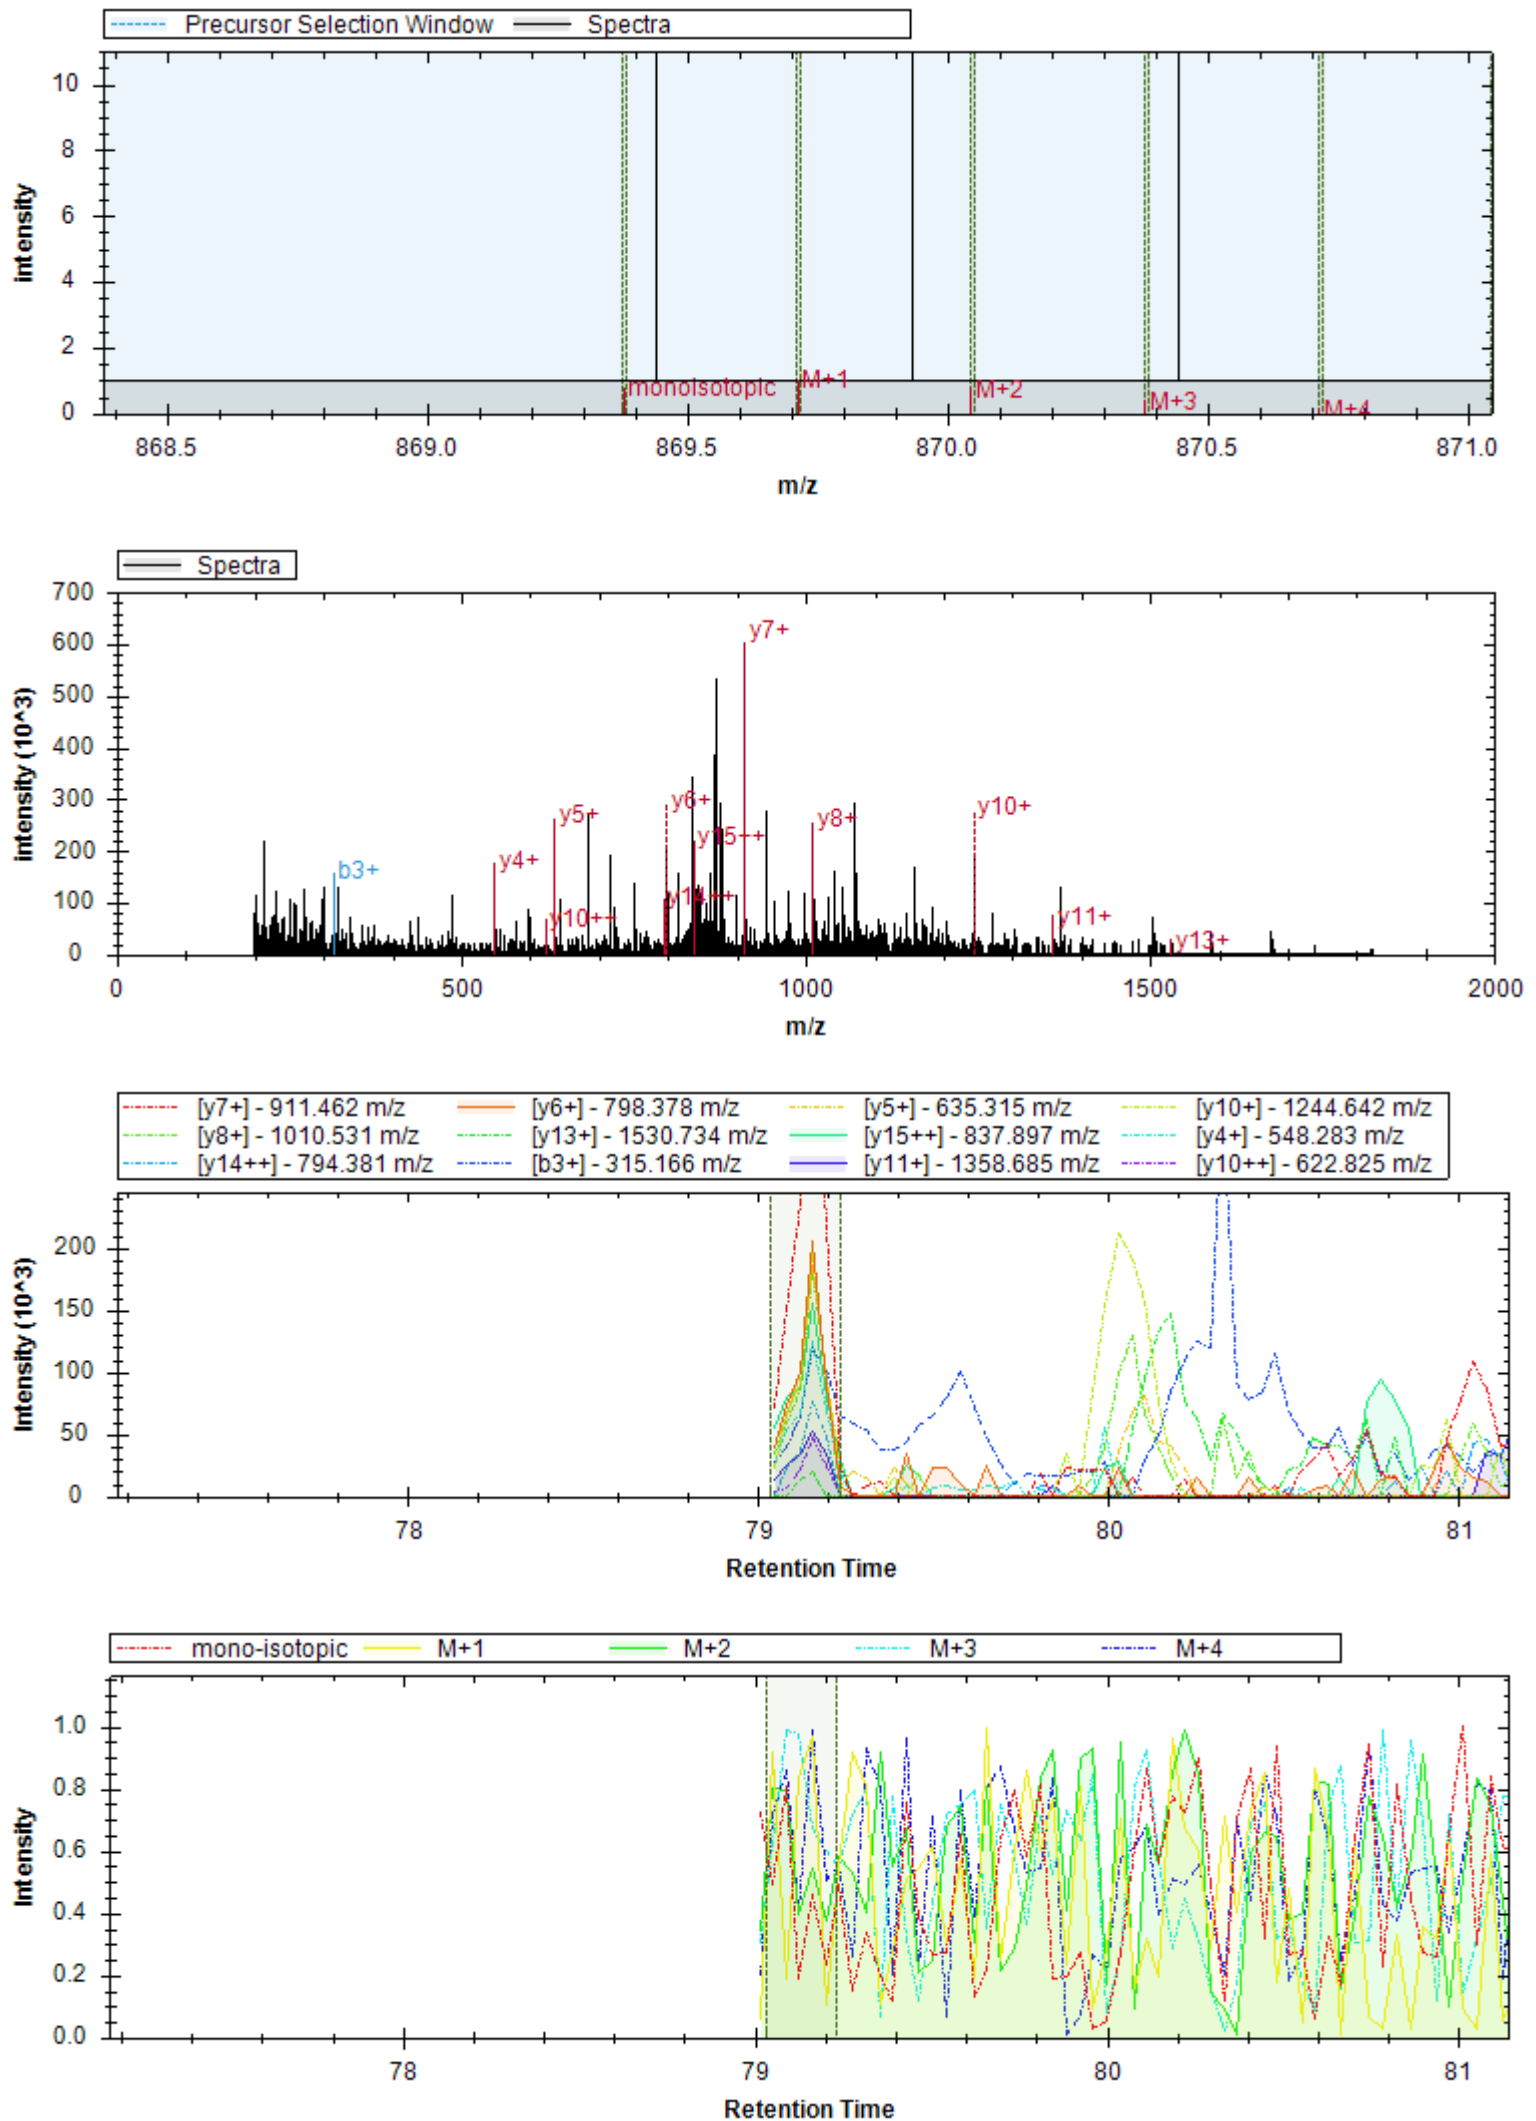 Precursor Selection Window Spectra
intensity
10
8
6
4
2
0
monoisotopic M+1 M+2 M+3 M+4
868.5 869.0 869.5 870.0 870.5 871.0
m/z
Spectra
intensity (10^3)
700
600
500
400
300
200
100
0
y7+
y6+ y10+
y5+ y8+
y15++
b3+ y4+
y14++
y10++ y11+
y13+
0 500 1000 1500 2000
m/z
[y7+] - 911.462 m/z [y6+] - 798.378 m/z [y5+] - 635.315 m/z [y10+] - 1244.642 m/z
[y8+] - 1010.531 m/z [y13+] - 1530.734 m/z [y15++] - 837.897 m/z [y4+] - 548.283 m/z
[y14++] - 794.381 m/z [b3+] - 315.166 m/z [y11+] - 1358.685 m/z [y10++] - 622.825 m/z
Intensity (10^3)
200
150
100
50
0
78 79 80 81
Retention Time
mono-isotopic M+1 M+2 M+3 M+4
Intensity
1.0
0.8
0.6
0.4
0.2
0.0
78 79 80 81
Retention Time